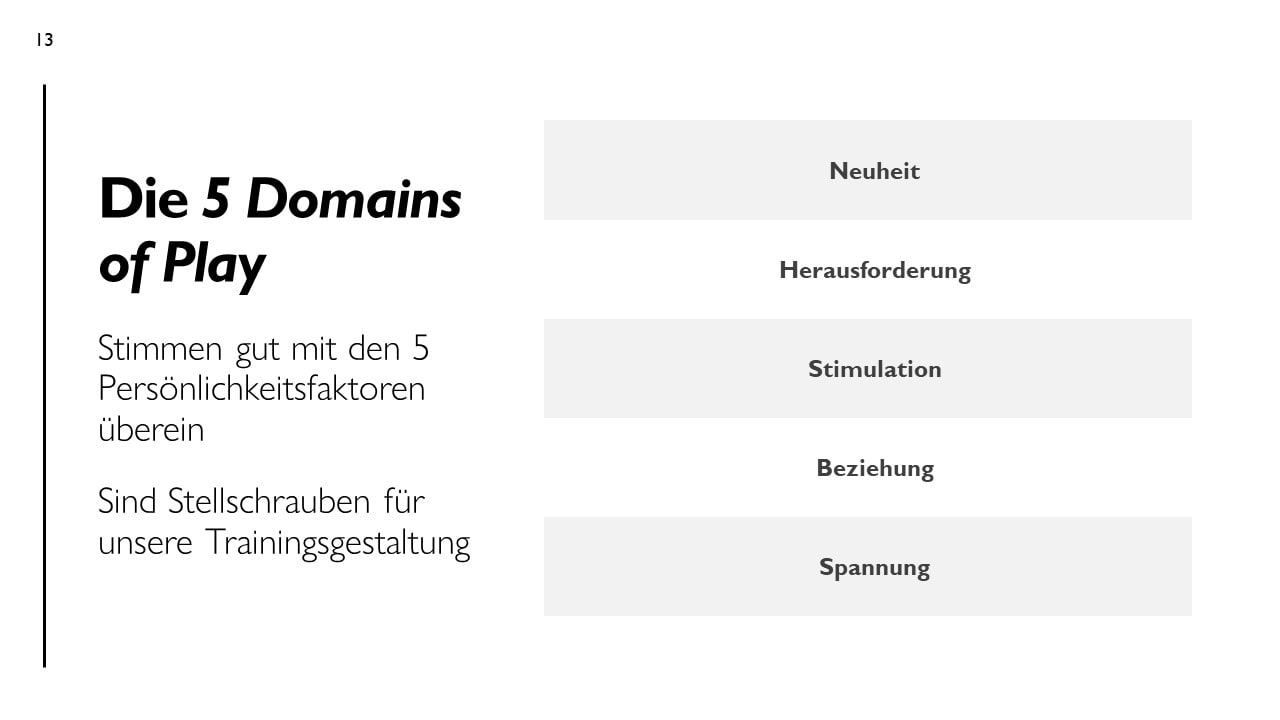 13
Die 5 Domains
of Play
Stimmen gut mit den 5
Persönlichkeitsfaktoren
überein
Sind Stellschrauben für
unsere Trainingsgestaltung
Neuheit
Herausforderung
Stimulation
Beziehung
Spannung